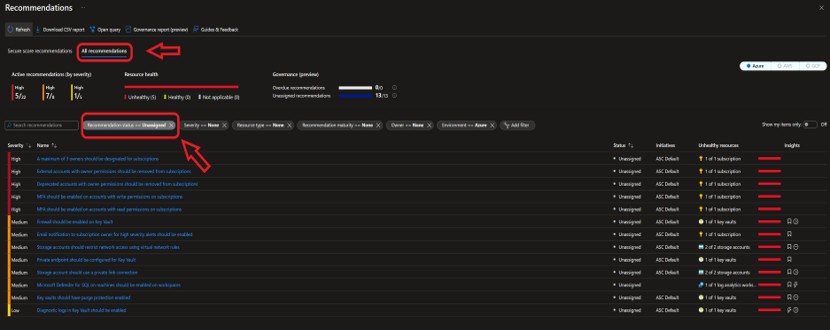 Recommendations
Refresh Download CSV report Open query Governance report (preview) Guides & Feedback
Secure score recommendations All recommendations
Azure AWS GCP
Active recommendations (by severity) Resource health Governance (preview)
High High High
5/22 7/9 1/5
Unhealthy (5) Healthy (0) Not applicable (0)
Overdue recommendations 0/0
Unassigned recommendations 13/13
Search recommendations Recommendation status == Unassigned Severity == None Resource type == None Recommendation maturity == None Owner == None Environment == Azure Add filter Show my items only: Off
Severity Name Status Initiatives Unhealthy resources Insights
High A maximum of 3 owners should be designated for subscriptions Unassigned ASC Default 1 of 1 subscription
High External accounts with owner permissions should be removed from subscriptions Unassigned ASC Default 1 of 1 subscription
High Deprecated accounts with owner permissions should be removed from subscriptions Unassigned ASC Default 1 of 1 subscription
High MFA should be enabled on accounts with write permissions on subscriptions Unassigned ASC Default 1 of 1 subscription
High MFA should be enabled on accounts with read permissions on subscriptions Unassigned ASC Default 1 of 1 subscription
Medium Firewall should be enabled on Key Vault Unassigned ASC Default 1 of 1 key vaults
Medium Email notification to subscription owner for high severity alerts should be enabled Unassigned ASC Default 1 of 1 subscription
Medium Storage accounts should restrict network access using virtual network rules Unassigned ASC Default 2 of 2 storage accounts
Medium Private endpoint should be configured for Key Vault Unassigned ASC Default 1 of 1 key vaults
Medium Storage account should use a private link connection Unassigned ASC Default 2 of 2 storage accounts
Medium Microsoft Defender for SQL on machines should be enabled on workspaces Unassigned 1 of 1 log analytics works...
Medium Key vaults should have purge protection enabled Unassigned ASC Default 1 of 1 key vaults
Low Diagnostic logs in Key Vault should be enabled Unassigned ASC Default 1 of 1 key vaults